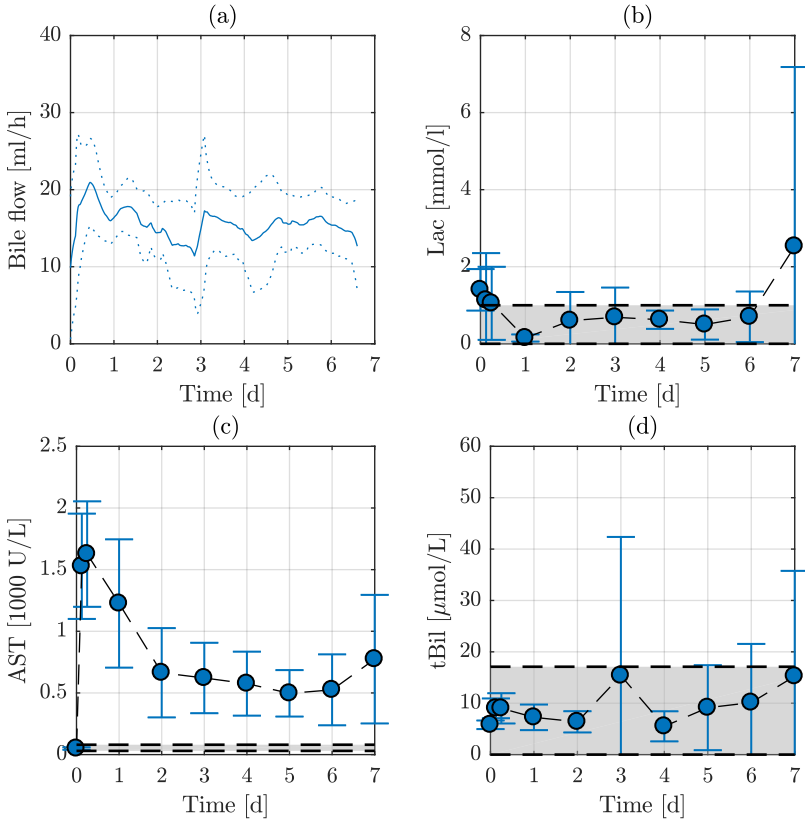 (a)
40
30
20
10
0
Bile flow [ml/h]
0 1 2 3 4 5 6 7
Time [d]
(b)
8
6
4
2
0
Lac [mmol/l]
0 1 2 3 4 5 6 7
Time [d]
(c)
2.5
2
1.5
1
0.5
0
AST [1000 U/L]
0 1 2 3 4 5 6 7
Time [d]
(d)
60
50
40
30
20
10
0
tBil [μmol/L]
0 1 2 3 4 5 6 7
Time [d]